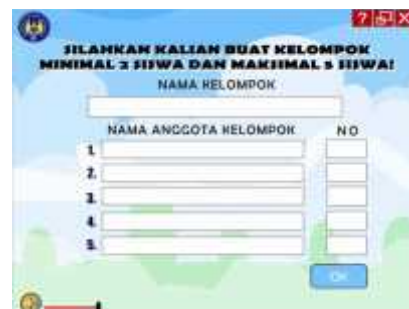 SILAHKAN KALIAN BUAT KELOMPOK
MINIMAL 2 SISWA DAN MAKSIMAL 5 SISWA!
NAMA KELOMPOK
NAMA ANGGOTA KELOMPOK NO
1.
2.
3.
4.
5.
OK